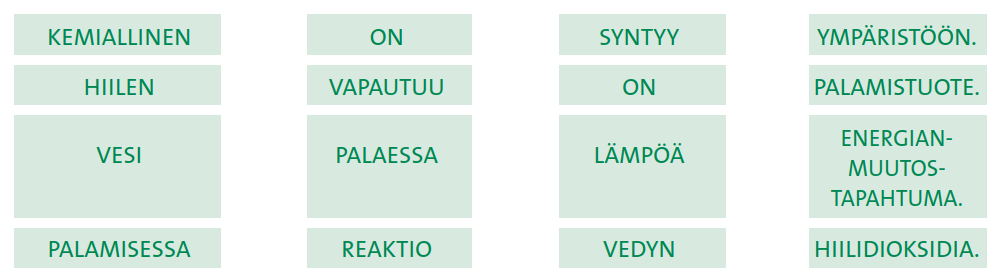 KEMIALLINEN ON SYNTYY YMPÄRISTÖÖN.
HIILEN VAPAUTUU ON PALAMISTUOTE.
VESI PALAESSA LÄMPÖÄ ENERGIAN-
MUUTOS-
TAPAHTUMA.
PALAMISESSA REAKTIO VEDYN HIILIDIOKSIDIA.